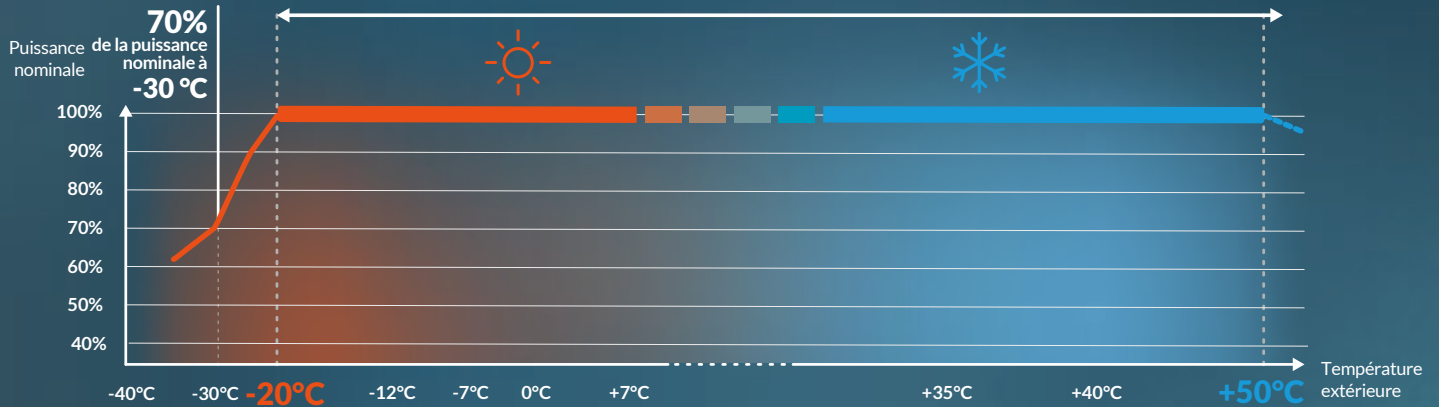 70%
de la puissance
nominale à
-30 °C
Puissance
nominale
100%
90%
80%
70%
60%
50%
40%
-40°C
-30°C
-20°C
-12°C
-7°C
0°C
+7°C
+35°C
+40°C
+50°C
Température
extérieure